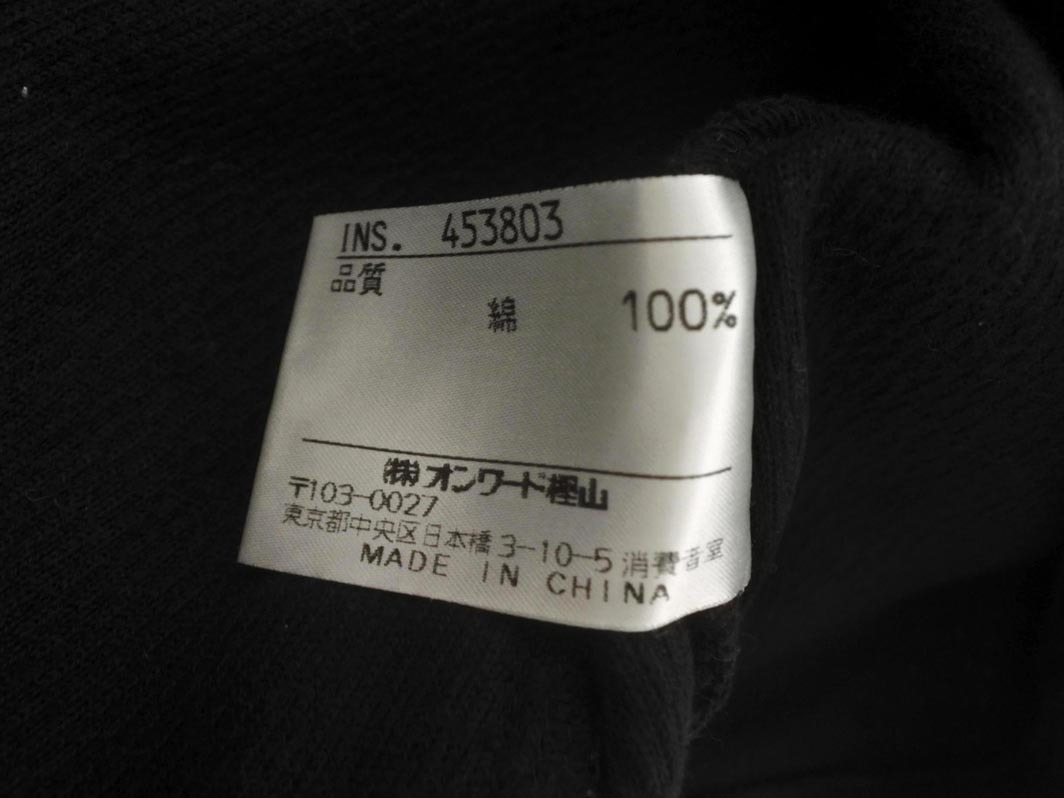 INS. 453803
品質
綿 100%
(株)オンワード樫山
〒103-0027
東京都中央区日本橋3-10-5 消費者室
MADE IN CHINA